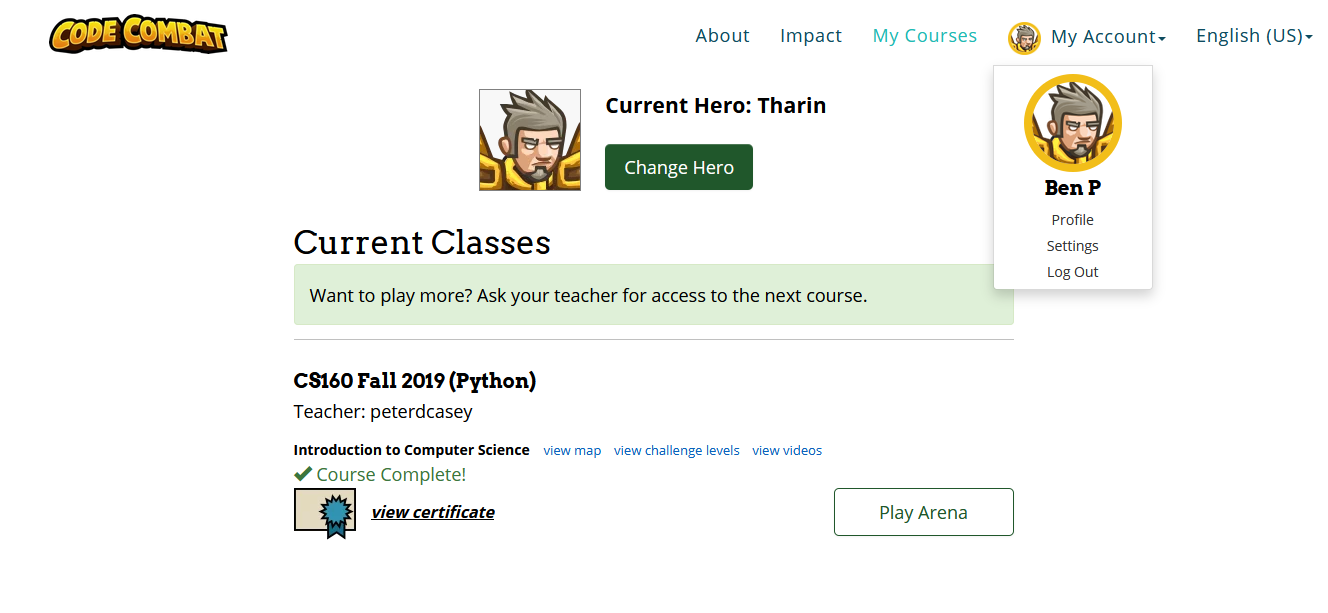 CODE COMBAT
About Impact My Courses My Account English (US)
Current Hero: Tharin
Change Hero
Ben P
Profile
Settings
Log Out
Current Classes
Want to play more? Ask your teacher for access to the next course.
CS160 Fall 2019 (Python)
Teacher: peterdcasey
Introduction to Computer Science view map view challenge levels view videos
Course Complete!
view certificate
Play Arena